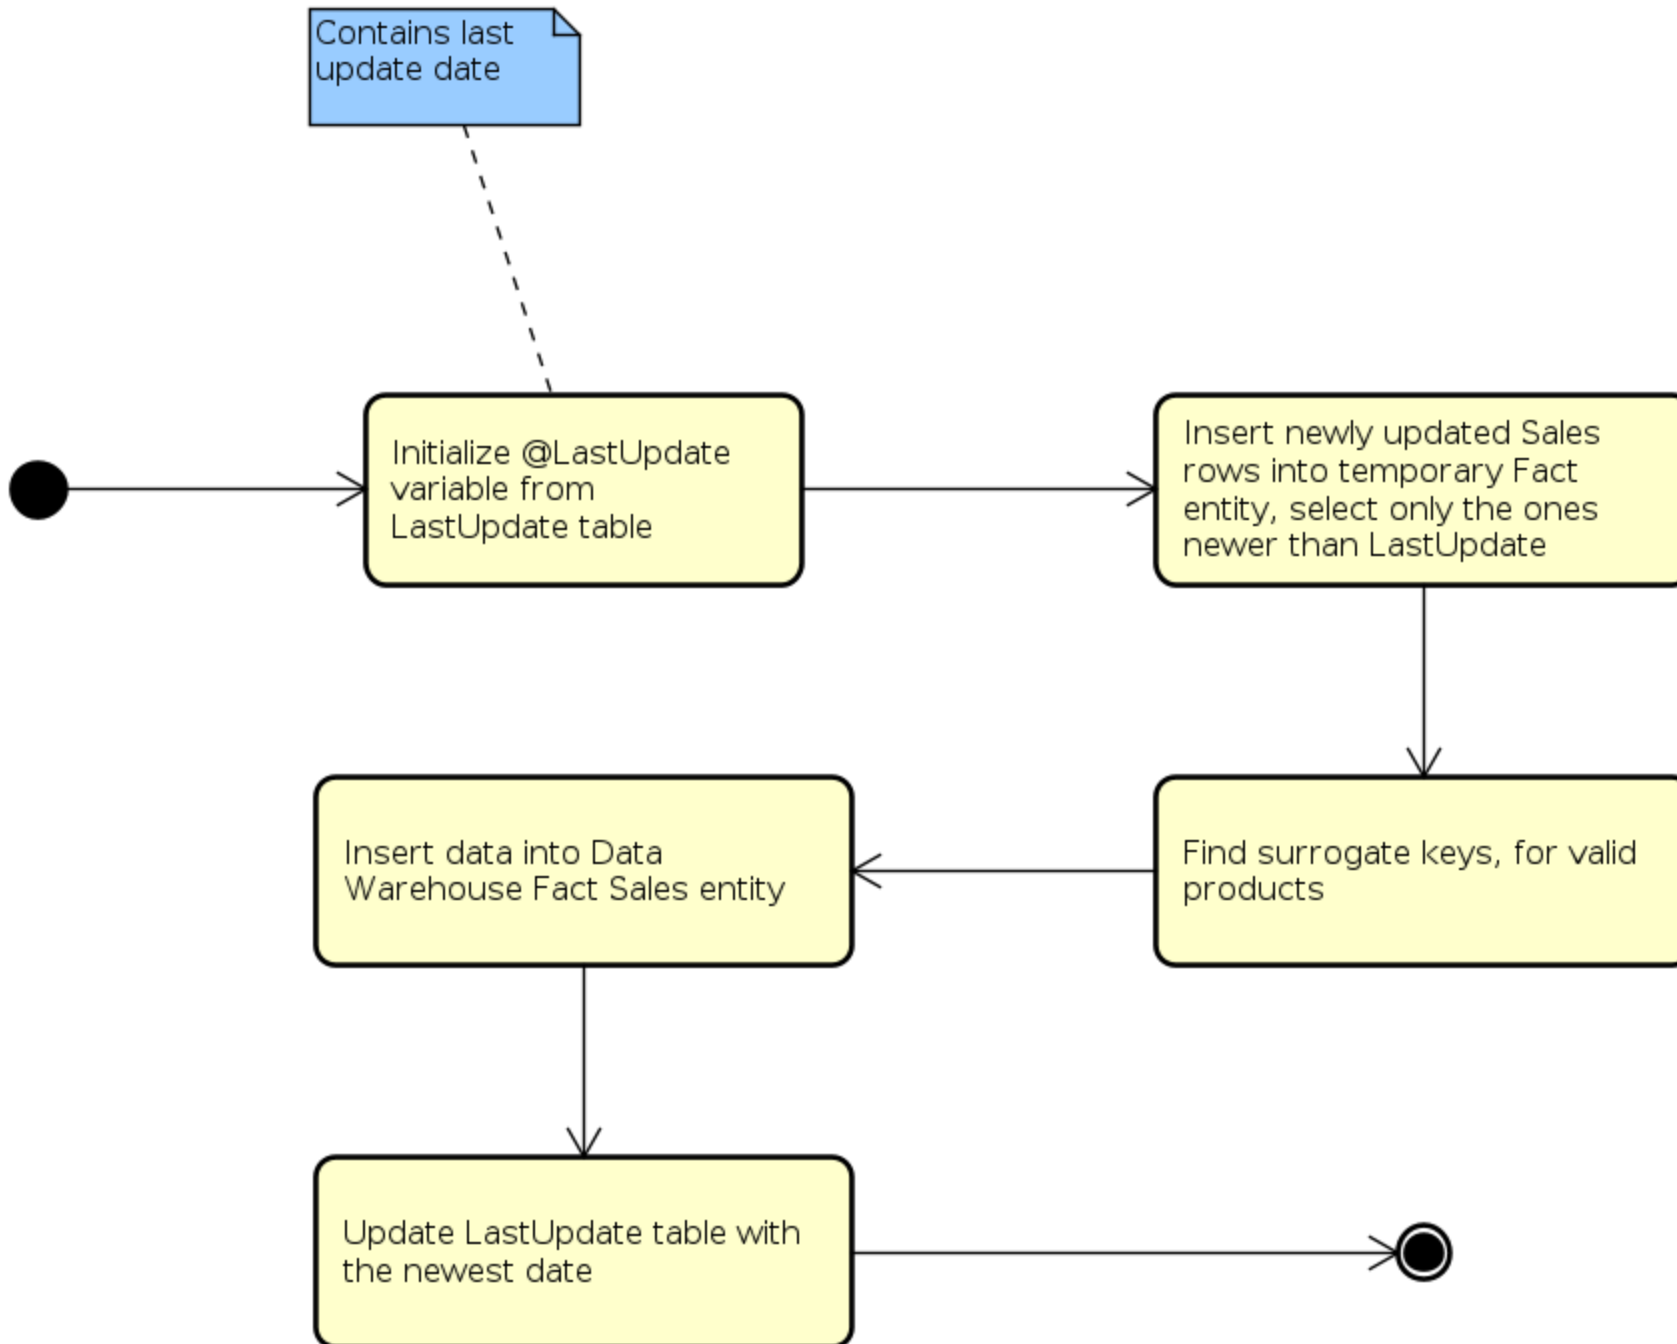 Contains last
update date
Initialize @LastUpdate
variable from
LastUpdate table
Insert newly updated Sales
rows into temporary Fact
entity, select only the ones
newer than LastUpdate
Insert data into Data
Warehouse Fact Sales entity
Find surrogate keys, for valid
products
Update LastUpdate table with
the newest date